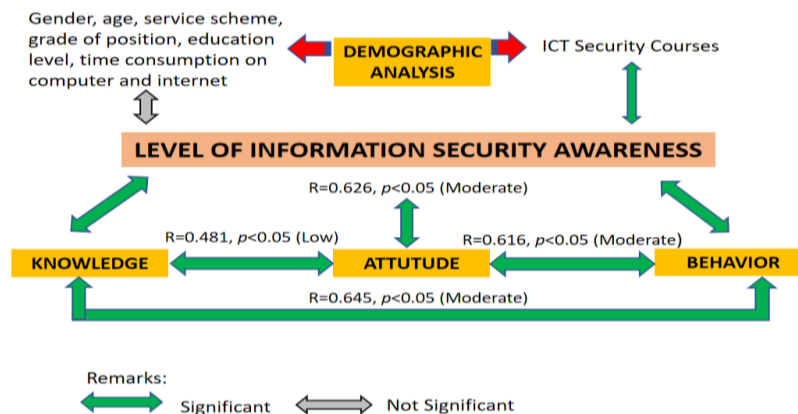 Gender, age, service scheme,
grade of position, education
level, time consumption on
computer and internet
DEMOGRAPHIC
ANALYSIS
ICT Security Courses
LEVEL OF INFORMATION SECURITY AWARENESS
R=0.626, p<0.05 (Moderate)
R=0.481, p<0.05 (Low)
R=0.616, p<0.05 (Moderate)
KNOWLEDGE
ATTUTUDE
BEHAVIOR
R=0.645, p<0.05 (Moderate)
Remarks:
Significant
Not Significant